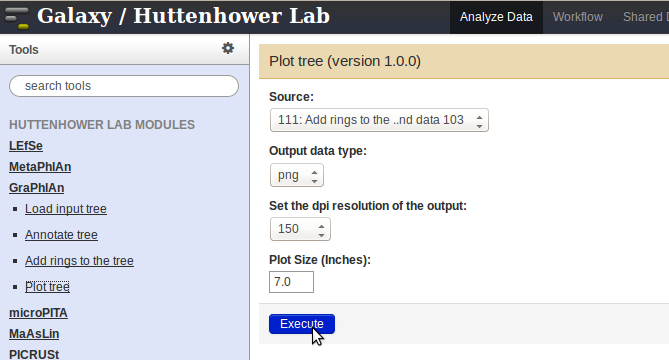 Galaxy / Huttenhower Lab
Analyze Data
Workflow
Shared D
Tools
search tools
HUTTENHOWER LAB MODULES
LEfSe
MetaPhlAn
GraPhlAn
Load input tree
Annotate tree
Add rings to the tree
Plot tree
microPITA
MaAsLin
PICRUSt
Plot tree (version 1.0.0)
Source:
111: Add rings to the ..nd data 103
Output data type:
png
Set the dpi resolution of the output:
150
Plot Size (Inches):
7.0
Execute